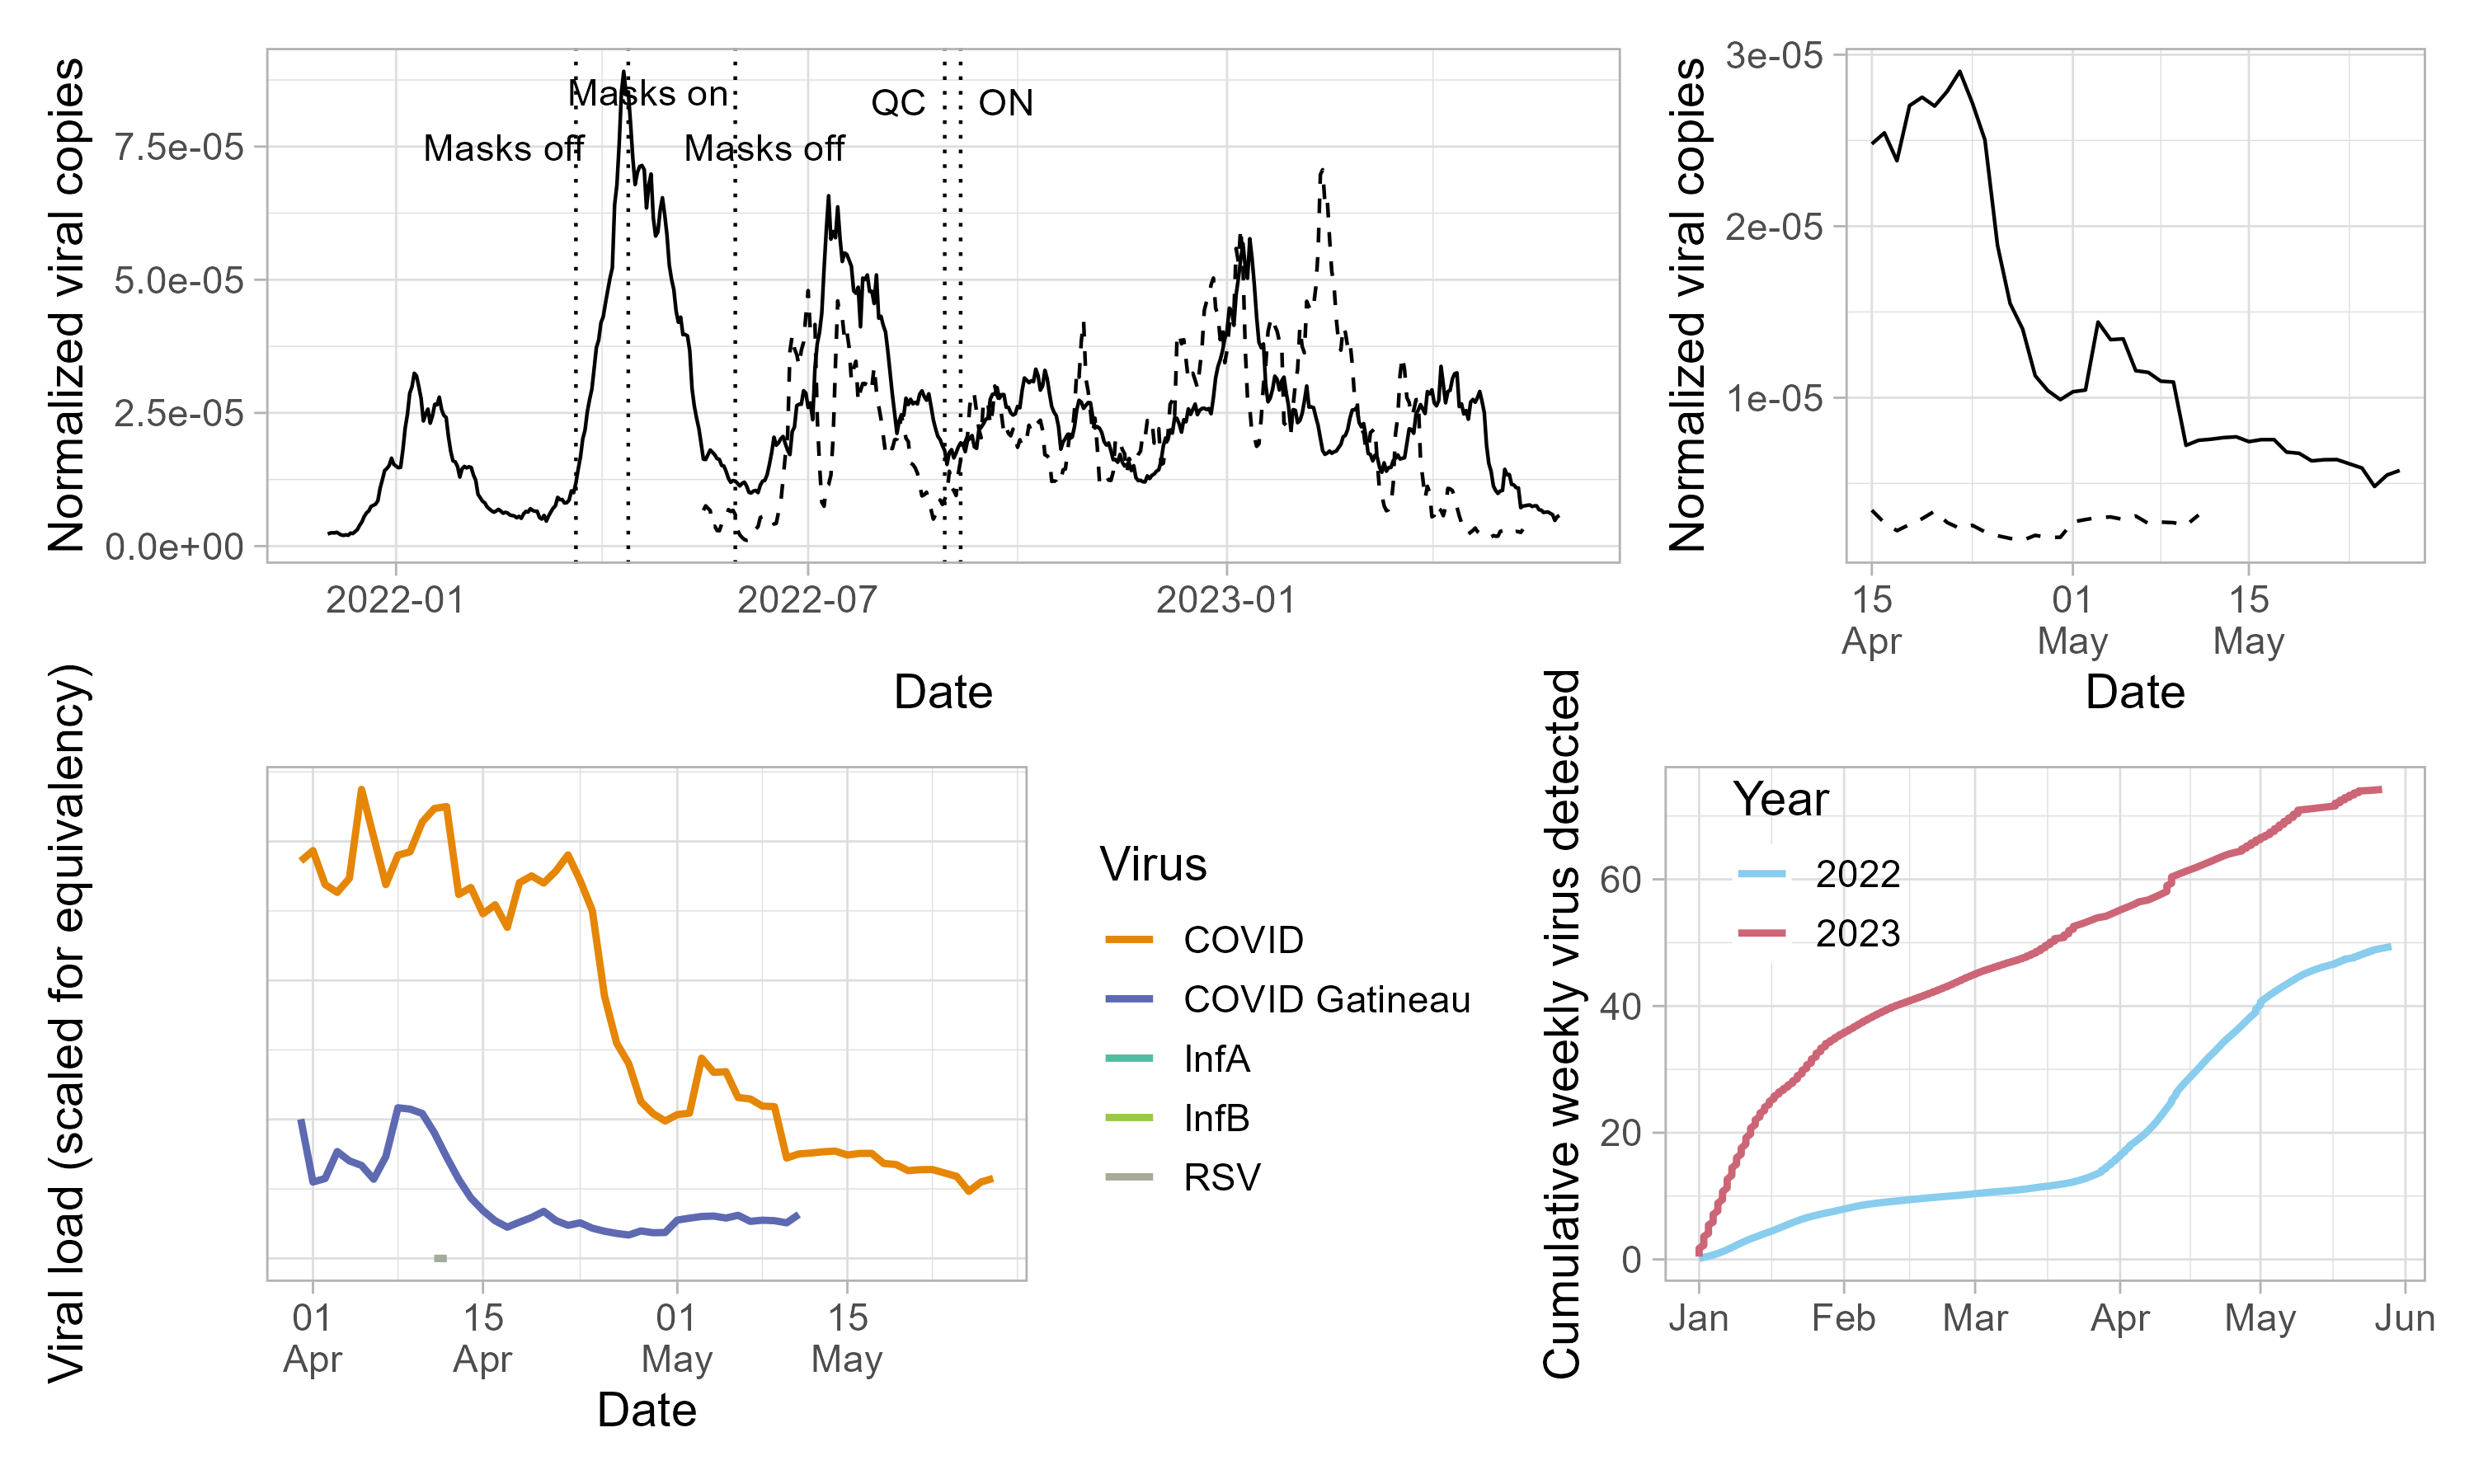 Normalized viral copies
7.5e-05
5.0e-05
2.5e-05
0.0e+00
Masks off
Masks on
Masks off
QC
ON
2022-01
2022-07
2023-01
Date
Normalized viral copies
3e-05
2e-05
1e-05
15 Apr
01 May
15 May
Date
Viral load (scaled for equivalency)
01 Apr
15 Apr
01 May
15 May
Date
Virus
COVID
COVID Gatineau
InfA
InfB
RSV
Cumulative weekly virus detected
60
40
20
0
Year
2022
2023
Jan
Feb
Mar
Apr
May
Jun